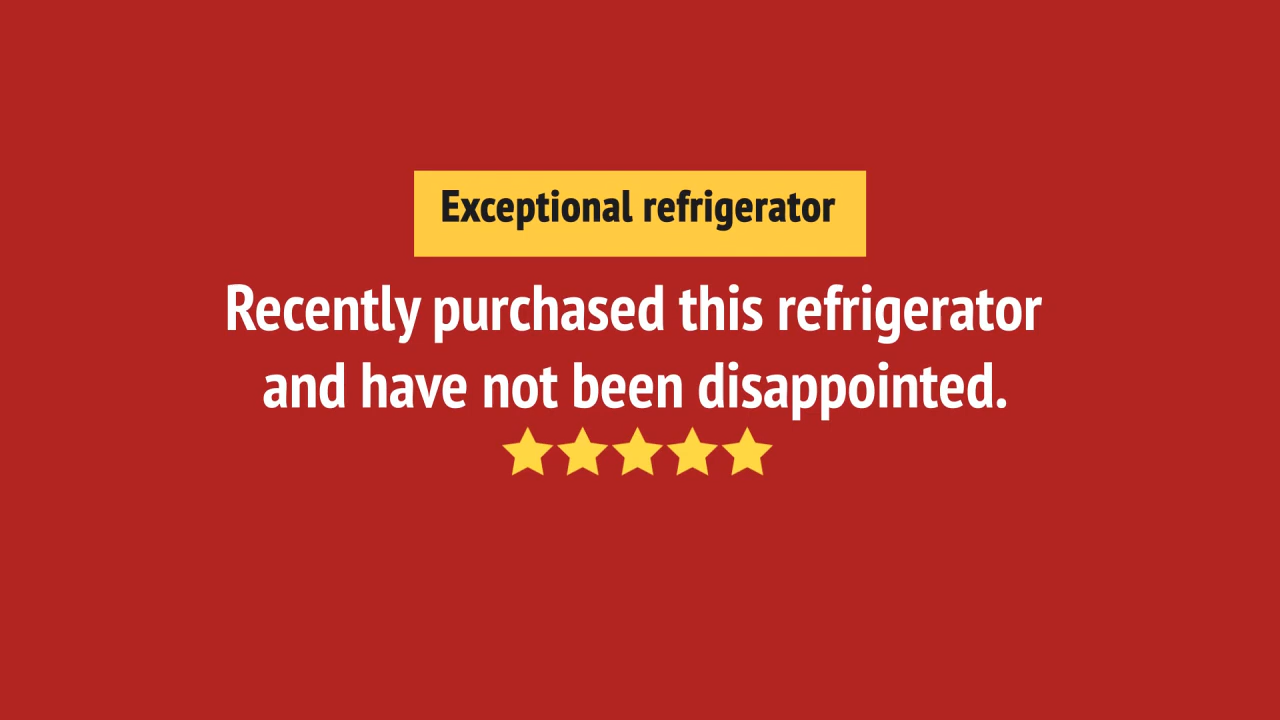 Exceptional refrigerator
Recently purchased this refrigerator
and have not been disappointed.